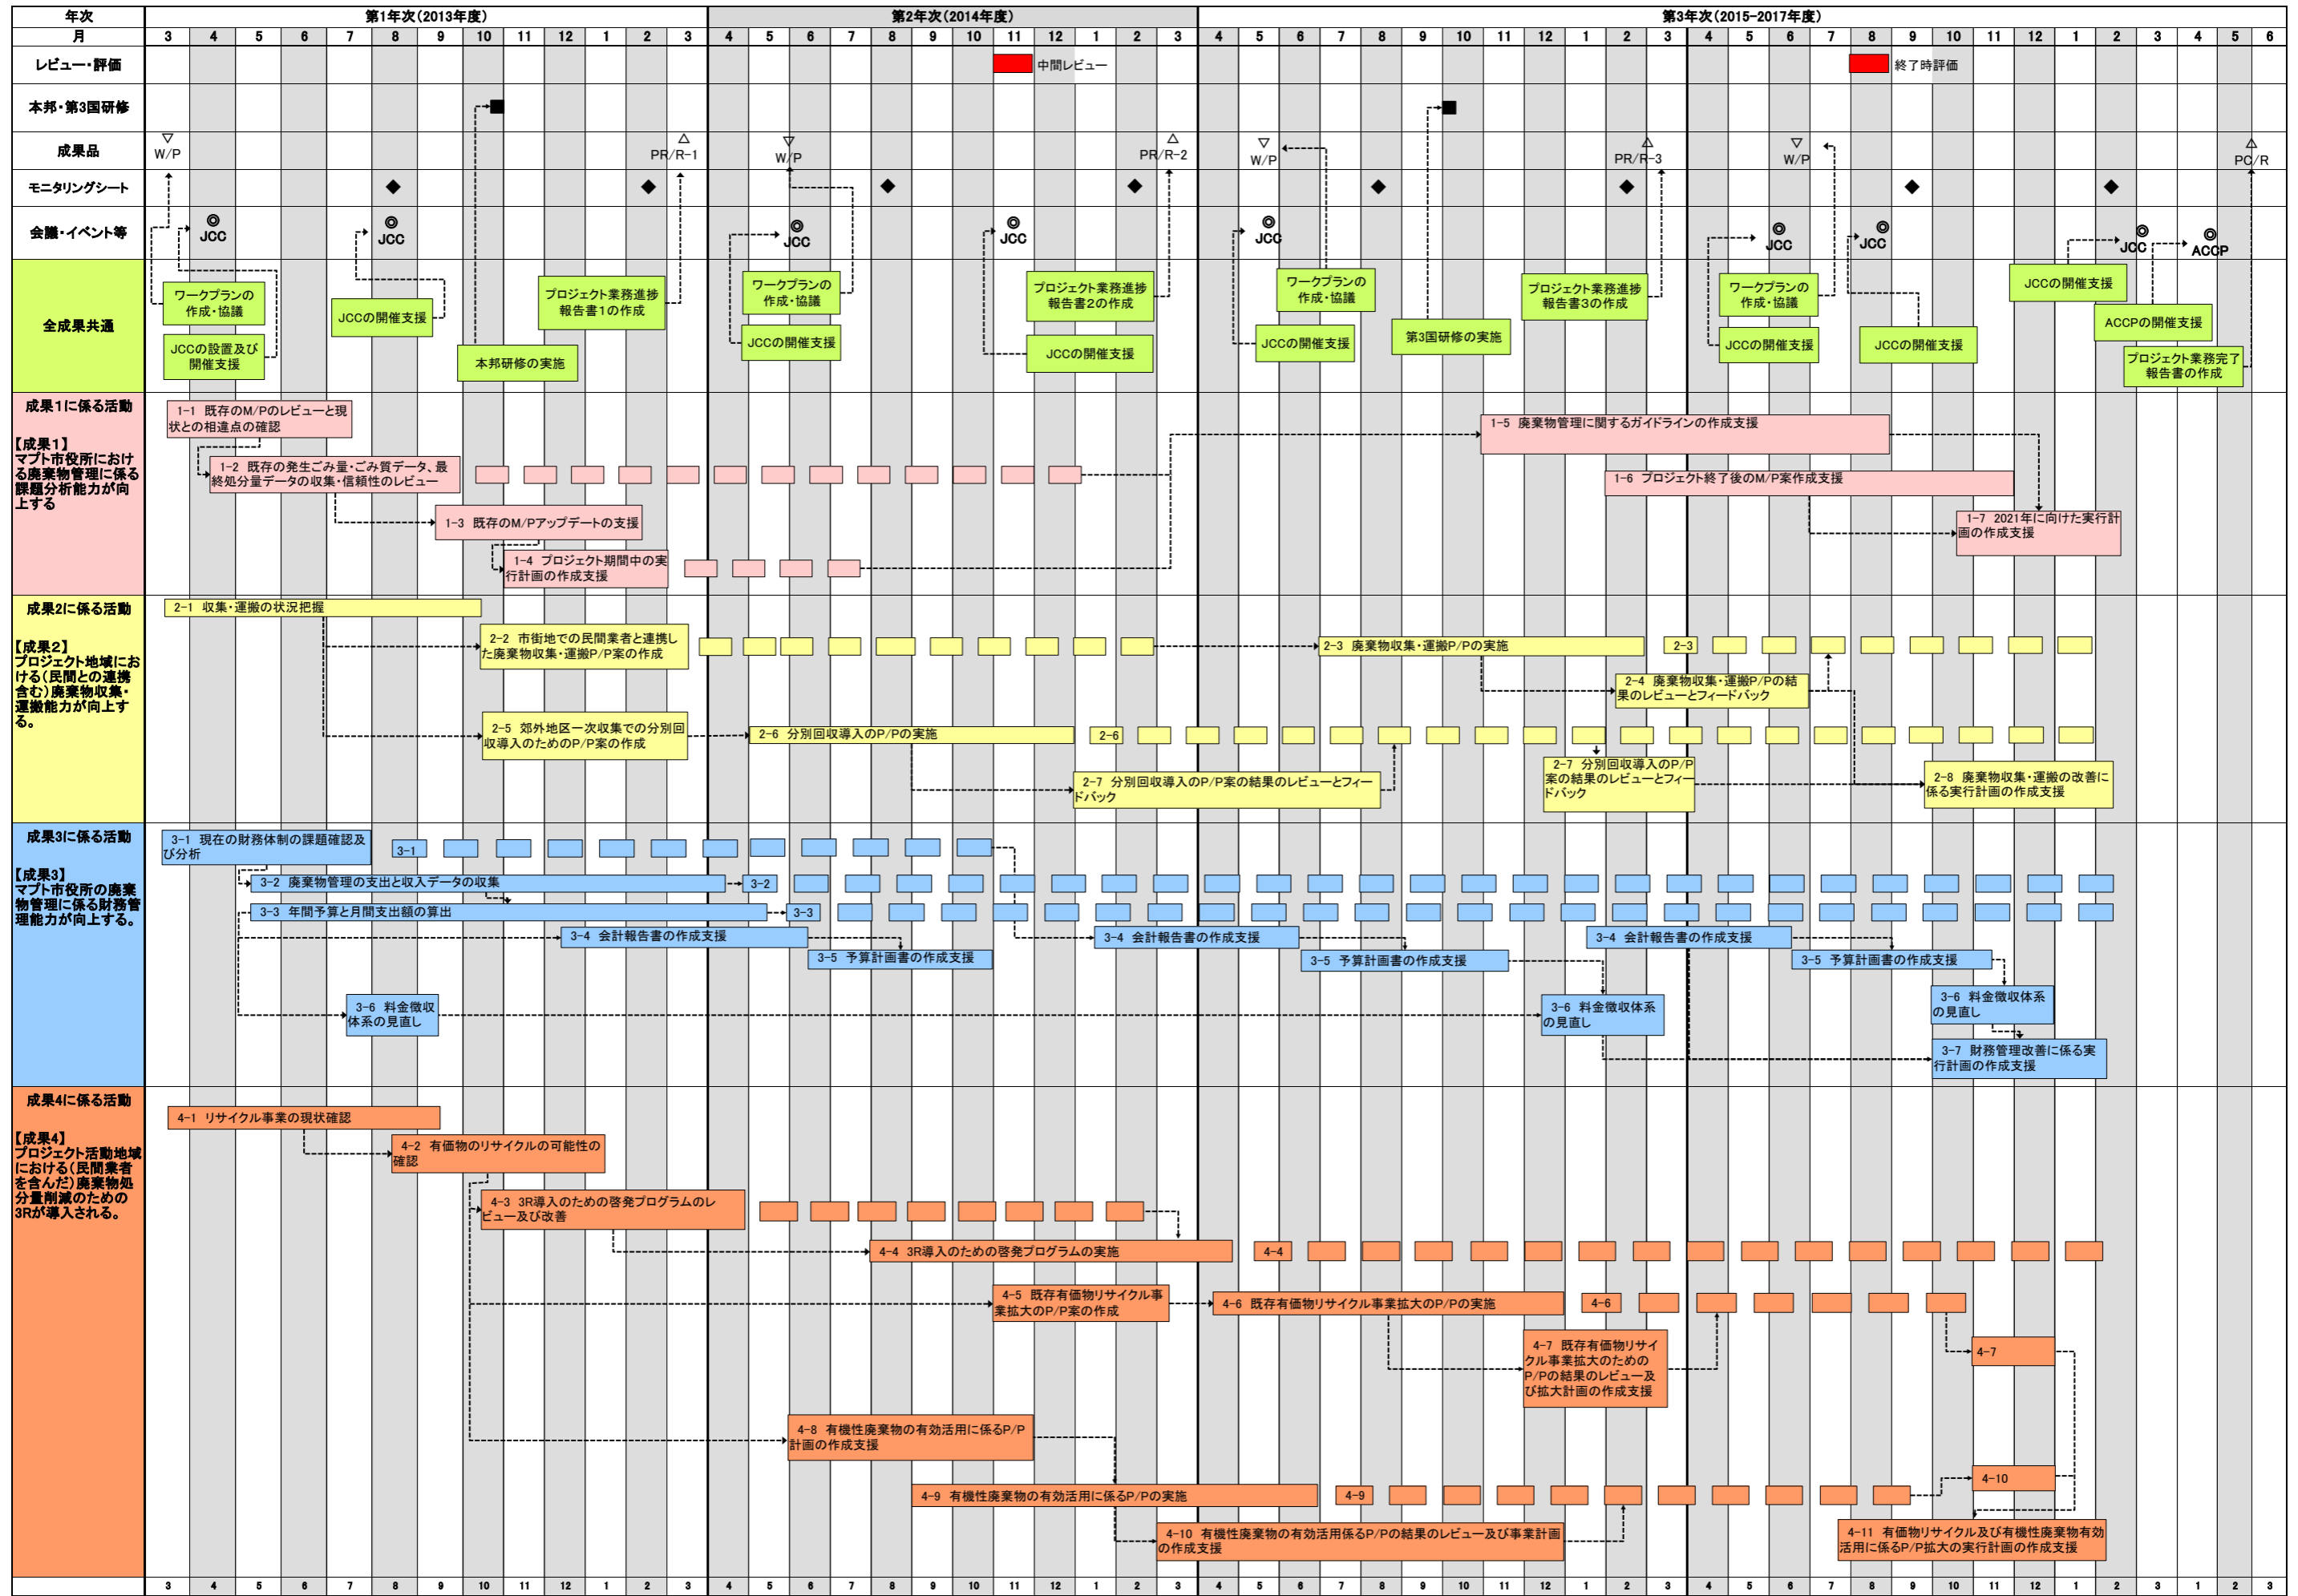 年次 第1年次(2013年度) 第2年次(2014年度) 第3年次(2015-2017年度)
月 3 4 5 6 7 8 9 10 11 12 1 2 3 4 5 6 7 8 9 10 11 12 1 2 3 4 5 6 7 8 9 10 11 12 1 2 3 4 5 6 7 8 9 10 11 12 1 2 3 4 5 6
レビュー・評価 中間レビュー 終了時評価
本邦・第3国研修
成果品
W/P PR/R-1 W/P PR/R-2 W/P PR/R-3 W/P PC/R
モニタリングシート
会議・イベント等
JCC JCC JCC JCC JCC JCC JCC JCC ACCP
全成果共通
ワークプランの
作成・協議
JCCの設置及び
開催支援
JCCの開催支援
本邦研修の実施
プロジェクト業務進捗
報告書1の作成
ワークプランの
作成・協議
JCCの開催支援
プロジェクト業務進捗
報告書2の作成
JCCの開催支援
ワークプランの
作成・協議
JCCの開催支援
第3国研修の実施
プロジェクト業務進捗
報告書3の作成
ワークプランの
作成・協議
JCCの開催支援
JCCの開催支援
JCCの開催支援
ACCPの開催支援
プロジェクト業務完了
報告書の作成
成果1に係る活動
【成果1】
マプト市役所におけ
る廃棄物管理に係る
課題分析能力が向
上する
1-1 既存のM/Pのレビューと現
状との相違点の確認
1-2 既存の発生ごみ量・ごみ質データ、最
終処分量データの収集・信頼性のレビュー
1-3 既存のM/Pアップデートの支援
1-4 プロジェクト期間中の実
行計画の作成支援
1-5 廃棄物管理に関するガイドラインの作成支援
1-6 プロジェクト終了後のM/P案作成支援
1-7 2021年に向けた実行計
画の作成支援
成果2に係る活動
【成果2】
プロジェクト地域にお
ける(民間との連携
含む)廃棄物収集・
運搬能力が向上す
る。
2-1 収集・運搬の状況把握
2-2 市街地での民間業者と連携し
た廃棄物収集・運搬P/P案の作成
2-3 廃棄物収集・運搬P/Pの実施
2-3
2-4 廃棄物収集・運搬P/Pの結
果のレビューとフィードバック
2-5 郊外地区一次収集での分別回
収導入のためのP/P案の作成
2-6 分別回収導入のP/Pの実施
2-6
2-7 分別回収導入のP/P案の結果のレビューとフィー
ドバック
2-7 分別回収導入のP/P
案の結果のレビューとフィー
ドバック
2-8 廃棄物収集・運搬の改善に
係る実行計画の作成支援
成果3に係る活動
【成果3】
マプト市役所の廃棄
物管理に係る財務管
理能力が向上する。
3-1 現在の財務体制の課題確認及
び分析
3-1
3-2 廃棄物管理の支出と収入データの収集
3-2
3-3 年間予算と月間支出額の算出
3-3
3-4 会計報告書の作成支援
3-4 会計報告書の作成支援
3-4 会計報告書の作成支援
3-5 予算計画書の作成支援
3-5 予算計画書の作成支援
3-5 予算計画書の作成支援
3-6 料金徴収
体系の見直し
3-6 料金徴収体系
の見直し
3-6 料金徴収体系
の見直し
3-7 財務管理改善に係る実
行計画の作成支援
成果4に係る活動
【成果4】
プロジェクト活動地域
における(民間業者
を含んだ)廃棄物処
分量削減のための
3Rが導入される。
4-1 リサイクル事業の現状確認
4-2 有価物のリサイクルの可能性の
確認
4-3 3R導入のための啓発プログラムのレ
ビュー及び改善
4-4 3R導入のための啓発プログラムの実施
4-4
4-5 既存有価物リサイクル事
業拡大のP/P案の作成
4-6 既存有価物リサイクル事業拡大のP/Pの実施
4-6
4-7 既存有価物リサイ
クル事業拡大のための
P/Pの結果のレビュー及
び拡大計画の作成支援
4-7
4-8 有機性廃棄物の有効活用に係るP/P
計画の作成支援
4-9 有機性廃棄物の有効活用に係るP/Pの実施
4-9
4-10
4-10 有機性廃棄物の有効活用係るP/Pの結果のレビュー及び事業計画
の作成支援
4-11 有価物リサイクル及び有機性廃棄物有効
活用に係るP/P拡大の実行計画の作成支援
3 4 5 6 7 8 9 10 11 12 1 2 3 4 5 6 7 8 9 10 11 12 1 2 3 4 5 6 7 8 9 10 11 12 1 2 3 4 5 6 7 8 9 10 11 12 1 2 3 1 2 3